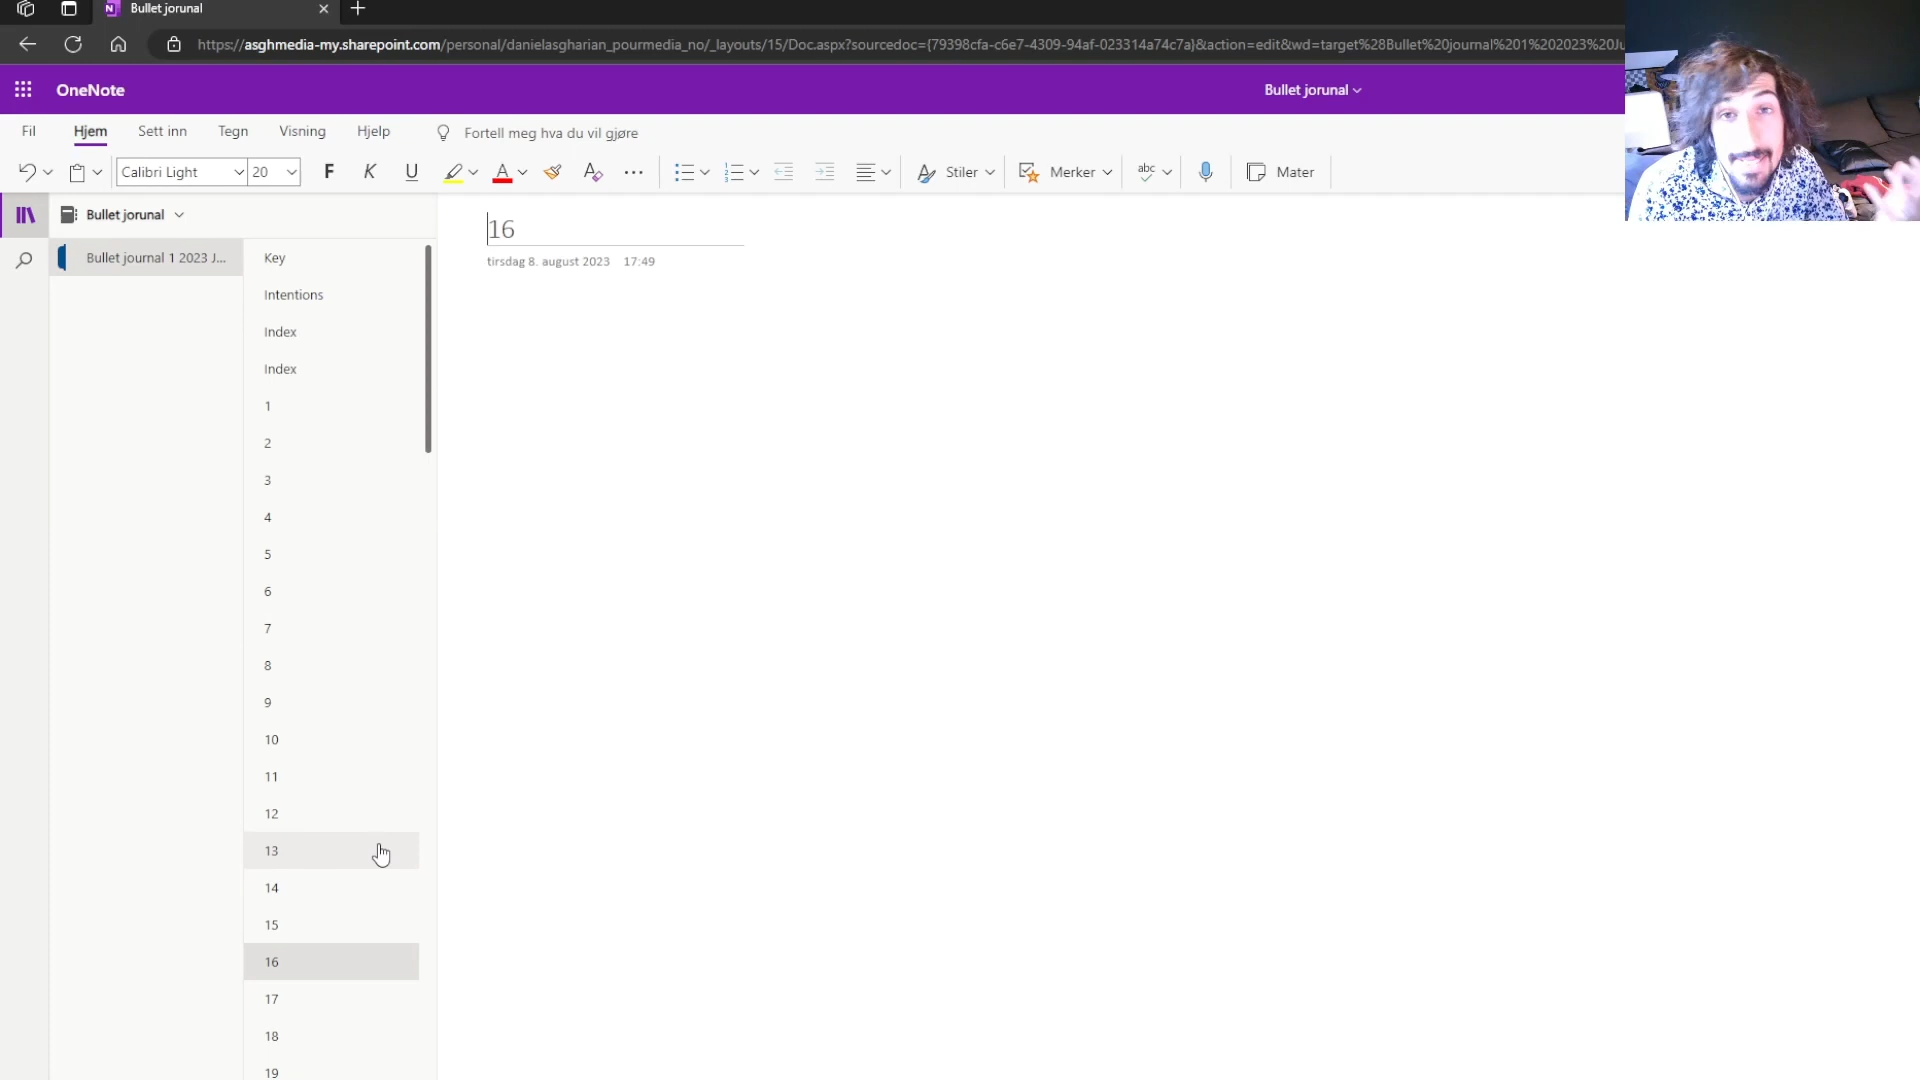 Bullet jorunal
https://asghmedia-my.sharepoint.com/personal/danielasgharian_pourmedia_no/_layouts/15/Doc.aspx?sourcedoc={79398cfa-c6e7-4309-94af-023314a74c7a}&action=edit&wd=target%28Bullet%20journal%201%202023%20Ju
OneNote
Bullet jorunal
Fil Hjem Sett inn Tegn Visning Hjelp Fortell meg hva du vil gjøre
Calibri Light 20 F K U A A Stiler Merker abc Mater
Bullet jorunal
Bullet journal 1 2023 J...
Key
Intentions
Index
Index
1
2
3
4
5
6
7
8
9
10
11
12
13
14
15
16
17
18
19
16
tirsdag 8. august 2023 17:49